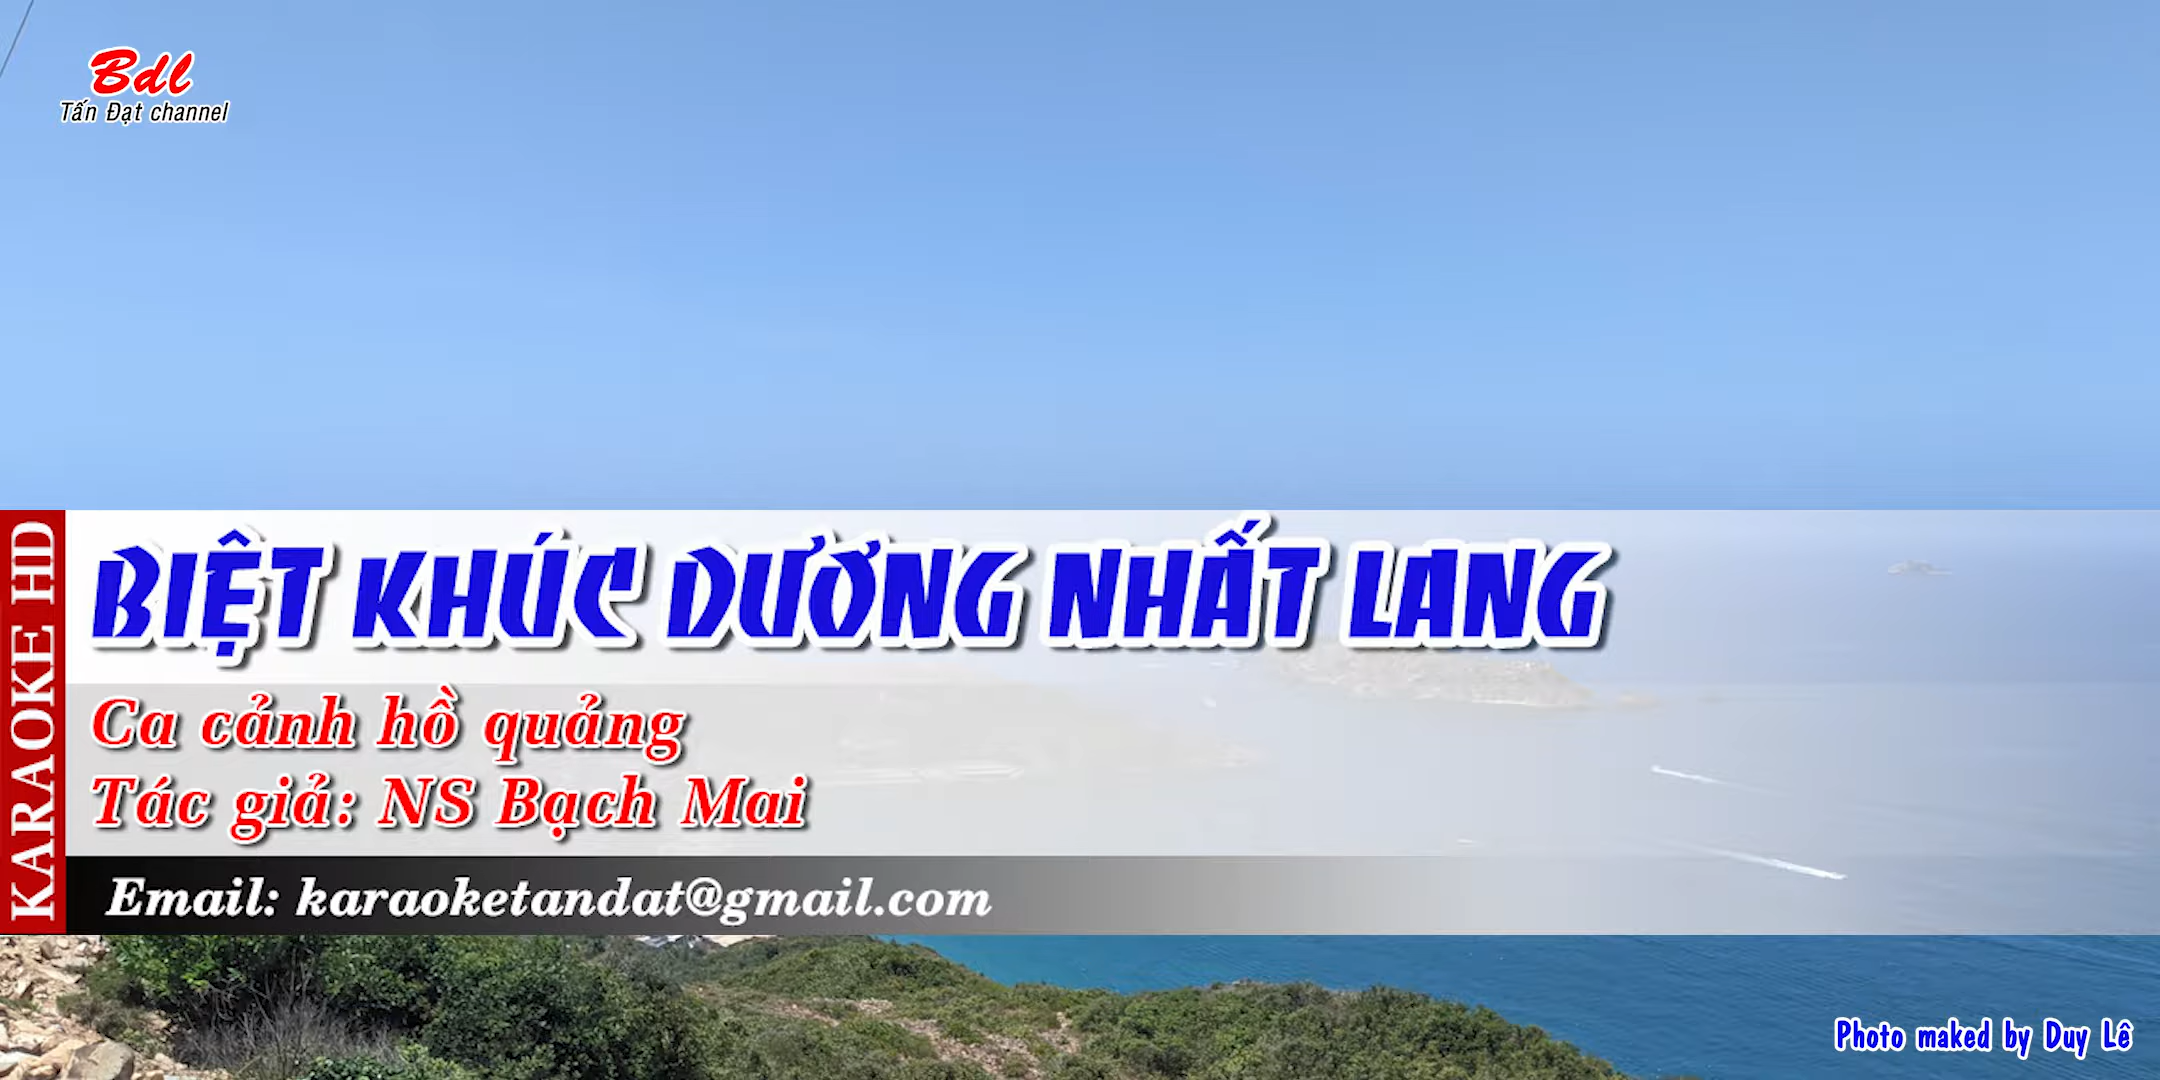 Bdl
Tấn Đạt channel
KARAOKE HD
BIỆT KHÚC DƯƠNG NHẤT LANG
Ca cảnh hồ quảng
Tác giả: NS Bạch Mai
Email: karaoketandat@gmail.com
Photo maked by Duy Lê